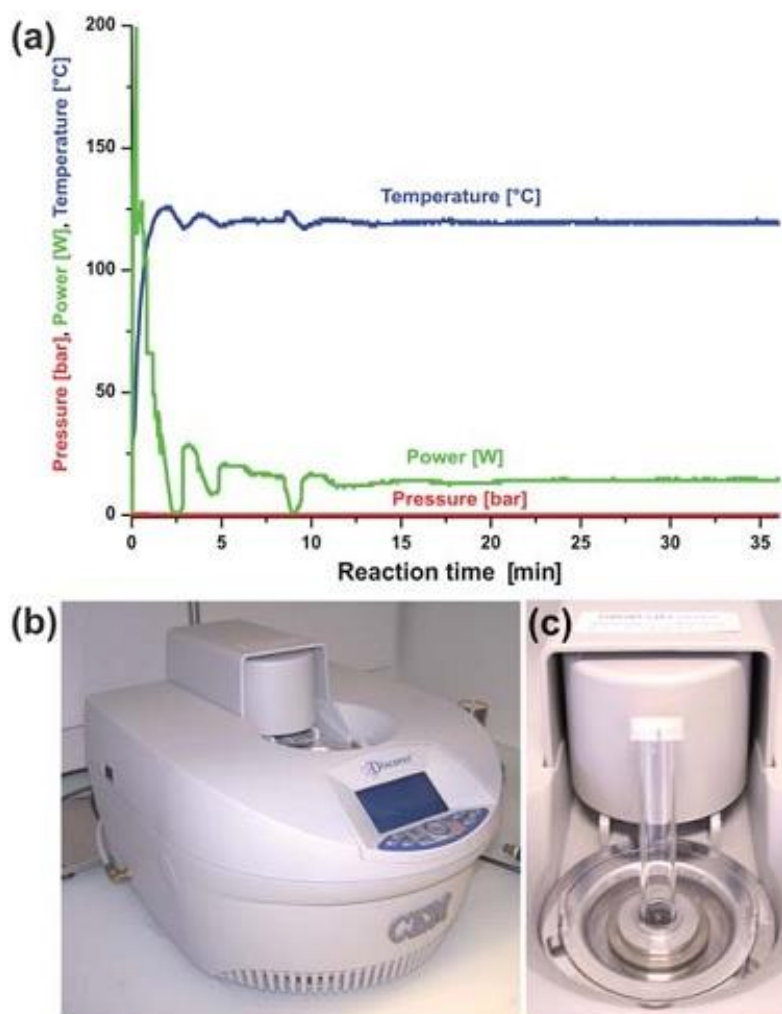 (a)
Pressure [bar], Power [W], Temperature [°C]
200
150
100
50
0
Temperature [°C]
Power [W]
Pressure [bar]
0 5 10 15 20 25 30 35
Reaction time [min]
(b)
Discover
CEM
(c)